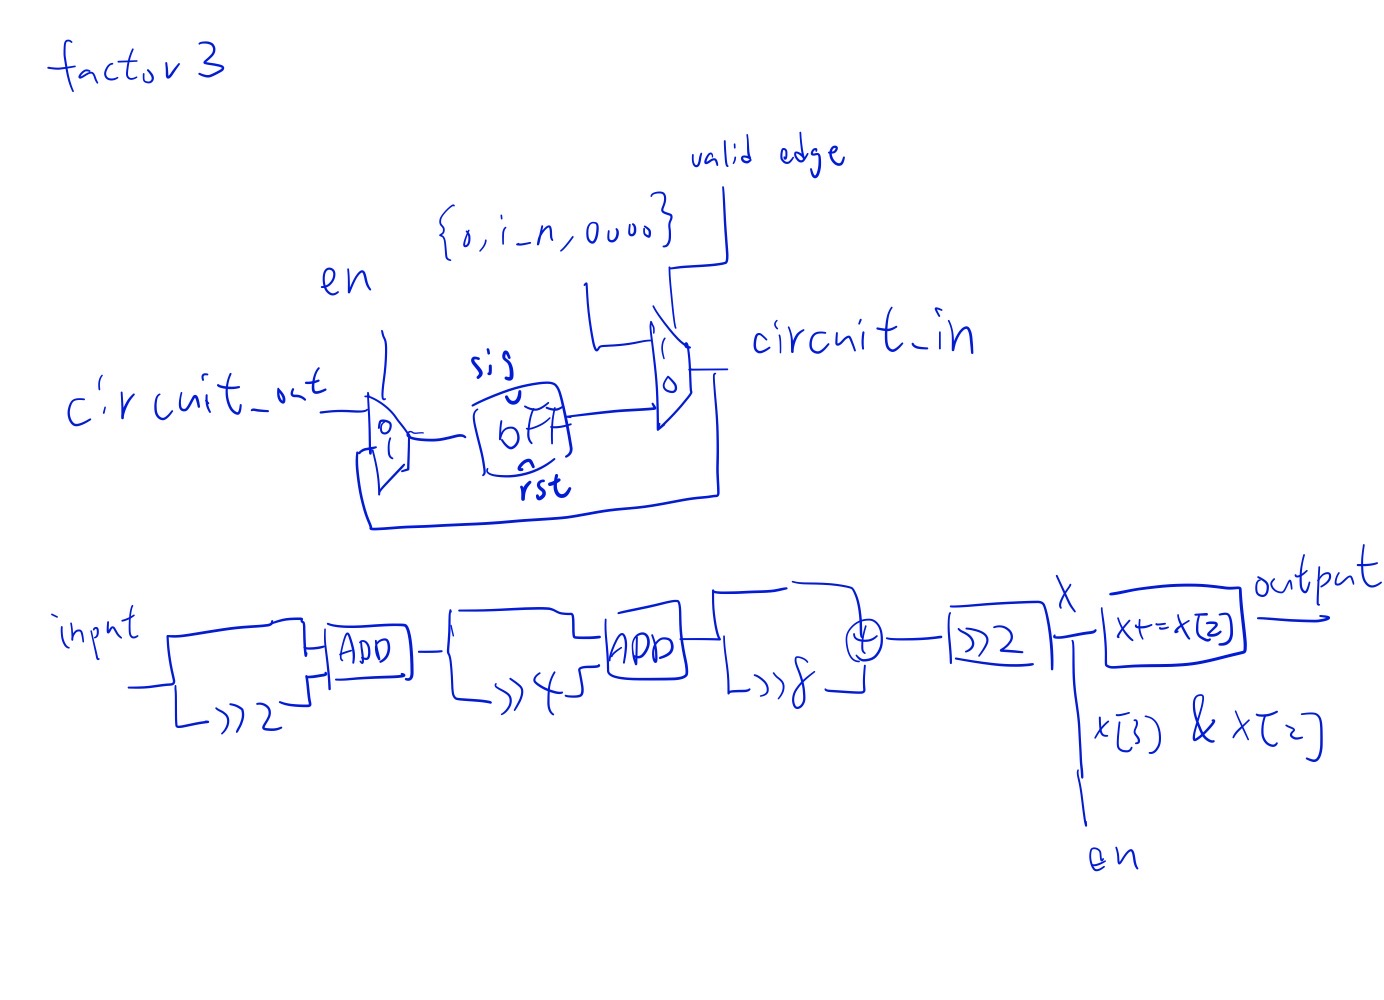 factor 3
valid edge
{0, i_n, 0000}
en
circuit_in
1
0
sig
circuit_out
0
1
DFF
rst
output
X
input
ADD
ADD
+
>>2
x+=x[2]
>>2
>>4
>>8
x[3] & x[2]
en